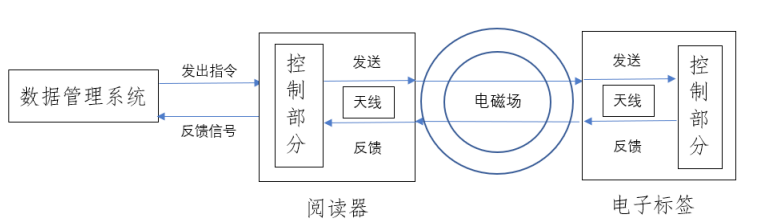 数据管理系统
发出指令
反馈信号
控制部分
发送
天线
反馈
阅读器
电磁场
发送
天线
反馈
控制部分
电子标签